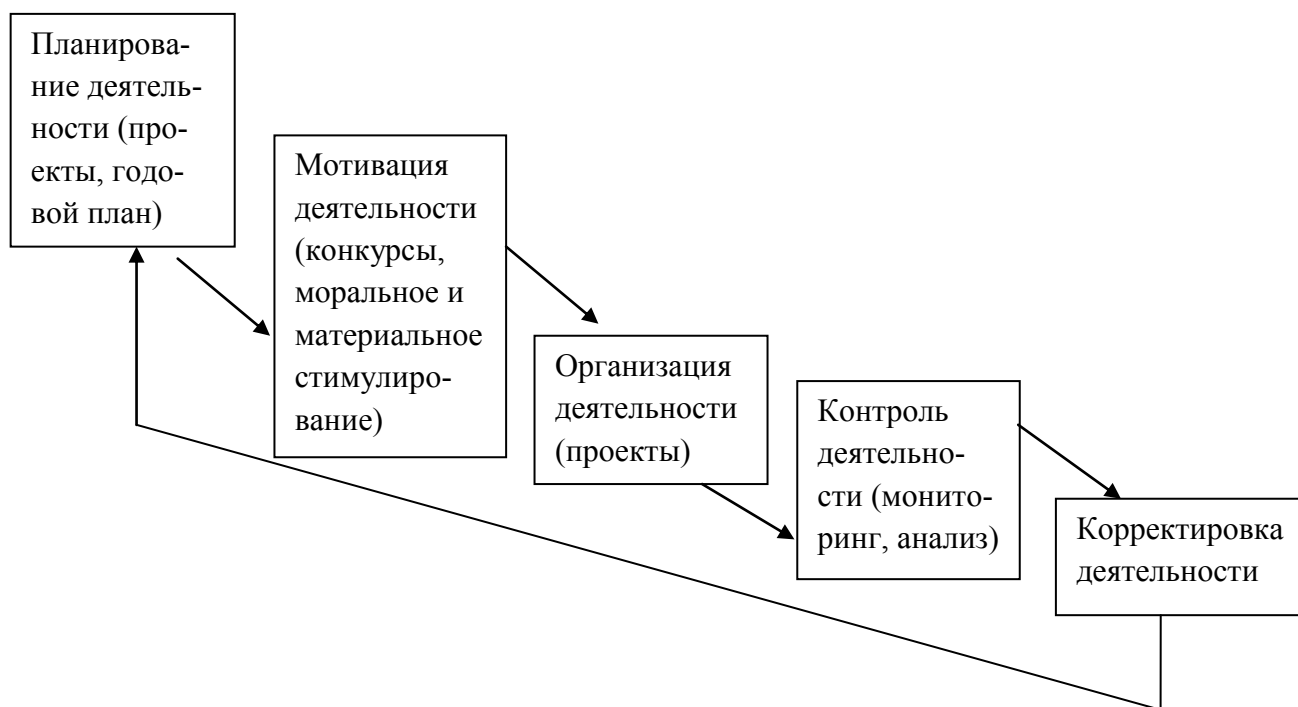 Планирова-
ние деятель-
ности (про-
екты, годо-
вой план)
Мотивация
деятельности
(конкурсы,
моральное и
материальное
стимулиро-
вание)
Организация
деятельности
(проекты)
Контроль
деятельно-
сти (монито-
ринг, анализ)
Корректировка
деятельности